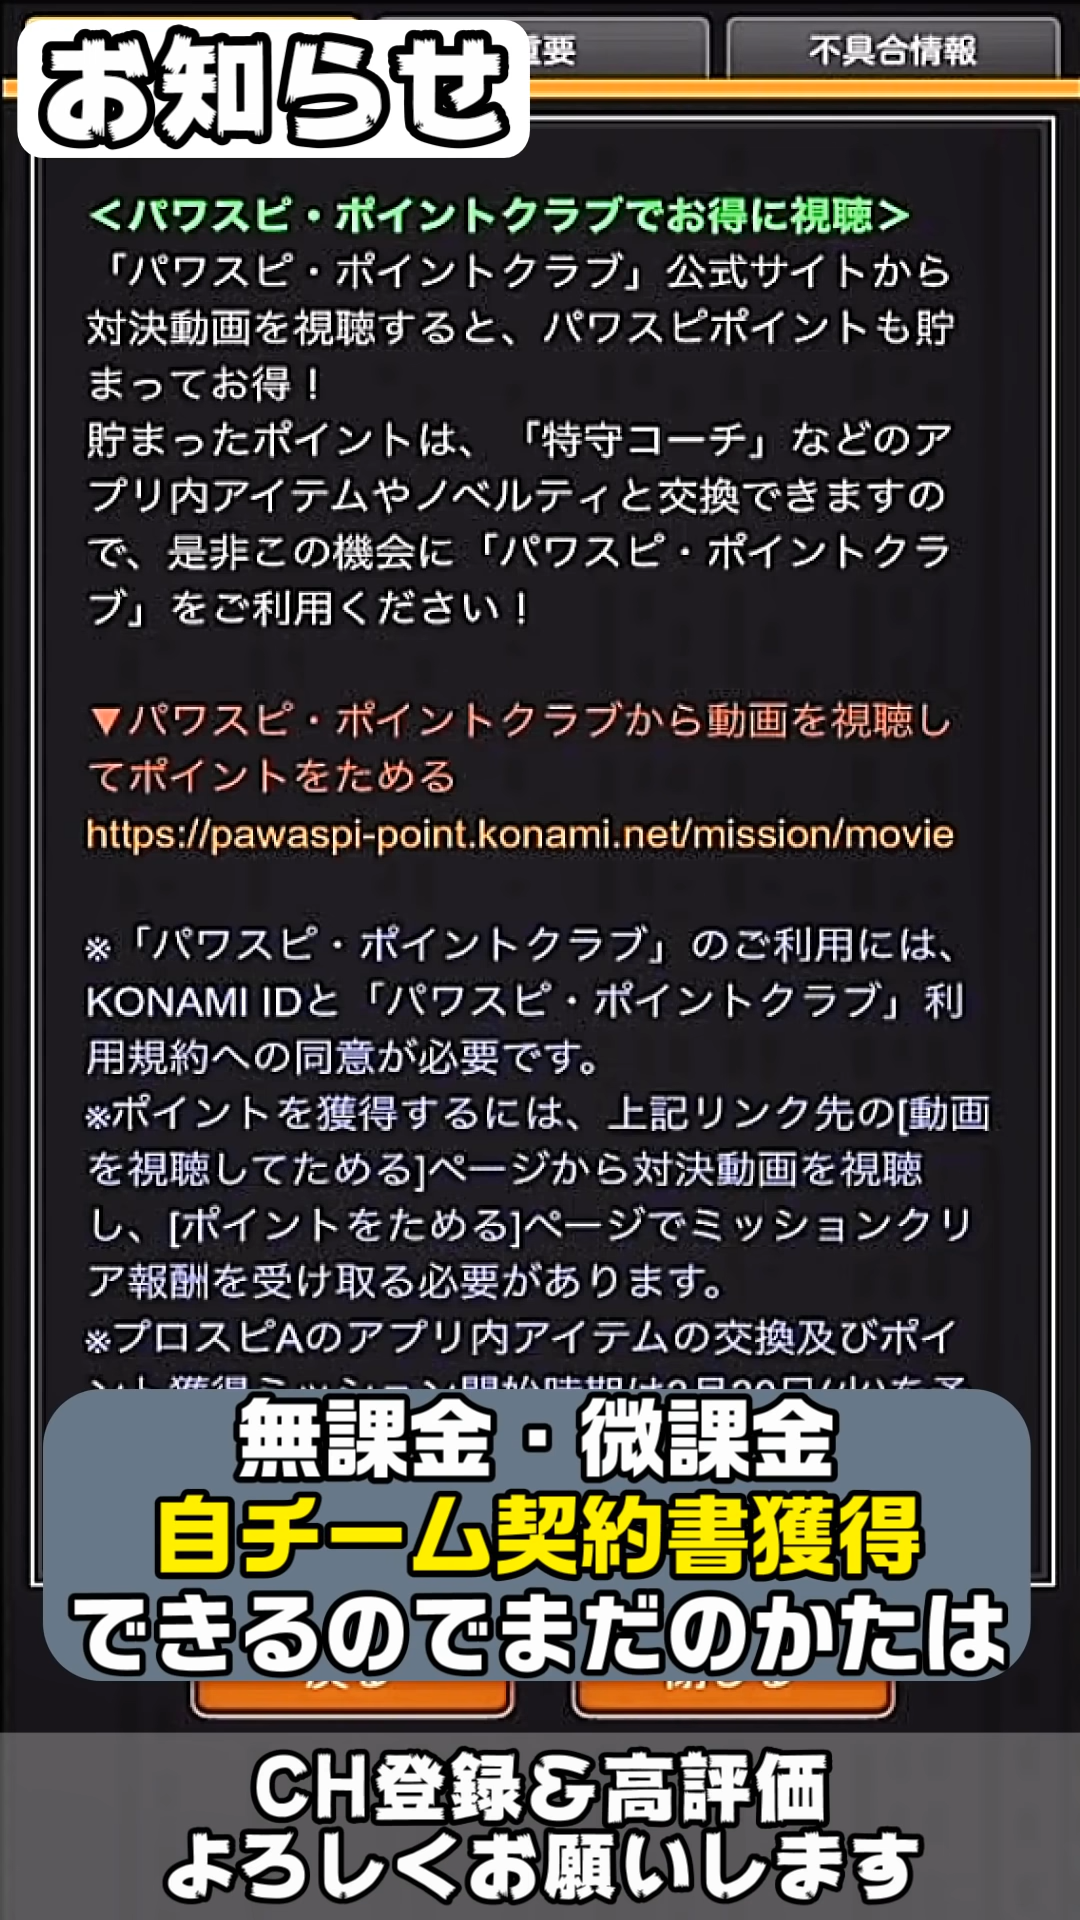 お知らせ
重要
不具合情報
＜パワスピ・ポイントクラブでお得に視聴＞
「パワスピ・ポイントクラブ」公式サイトから
対決動画を視聴すると、パワスピポイントも貯
まってお得！
貯まったポイントは、「特守コーチ」などのア
プリ内アイテムやノベルティと交換できますの
で、是非この機会に「パワスピ・ポイントクラ
ブ」をご利用ください！
▼パワスピ・ポイントクラブから動画を視聴し
てポイントをためる
https://pawaspi-point.konami.net/mission/movie
※「パワスピ・ポイントクラブ」のご利用には、
KONAMI IDと「パワスピ・ポイントクラブ」利
用規約への同意が必要です。
※ポイントを獲得するには、上記リンク先の[動画
を視聴してためる]ページから対決動画を視聴
し、[ポイントをためる]ページでミッションクリ
ア報酬を受け取る必要があります。
※プロスピAのアプリ内アイテムの交換及びポイ
無課金・微課金
自チーム契約書獲得
できるのでまだのかたは
CH登録&高評価
よろしくお願いします